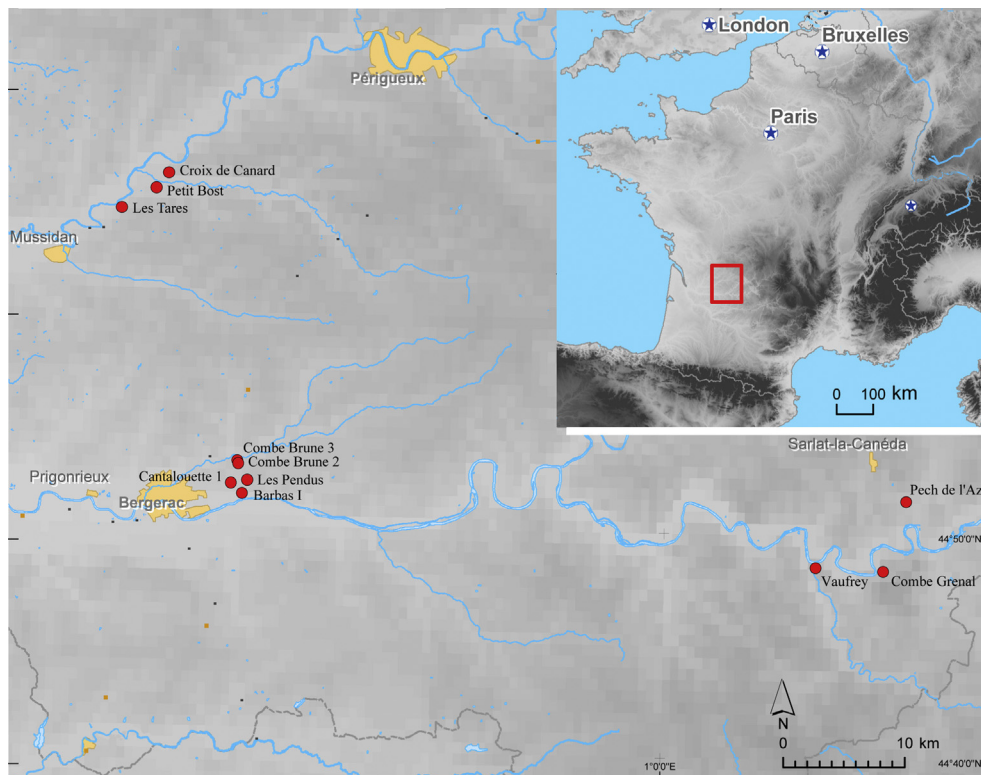 London
Bruxelles
Paris
0 100 km
Périgueux
Croix de Canard
Petit Bost
Les Tares
Mussidan
Combe Brune 3
Combe Brune 2
Cantalouette 1
Les Pendus
Barbas I
Prigonrieux
Bergerac
Sarlat-la-Canéda
Pech de l'Az
44°50'0"N
Vaufrey
Combe Grenal
N
0 10 km
1°0'0"E
44°40'0"N